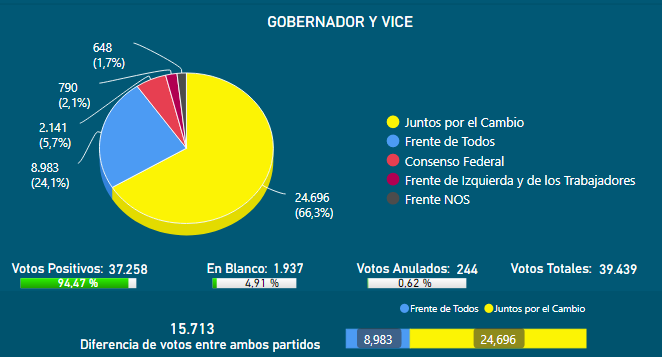 GOBERNADOR Y VICE
648
(1,7%)
790
(2,1%)
2.141
(5,7%)
8.983
(24,1%)
24.696
(66,3%)
Juntos por el Cambio
Frente de Todos
Consenso Federal
Frente de Izquierda y de los Trabajadores
Frente NOS
Votos Positivos: 37.258
94,47 %
En Blanco: 1.937
4,91 %
Votos Anulados: 244
0,62 %
Votos Totales: 39.439
15.713
Diferencia de votos entre ambos partidos
Frente de Todos Juntos por el Cambio
8,983 24,696